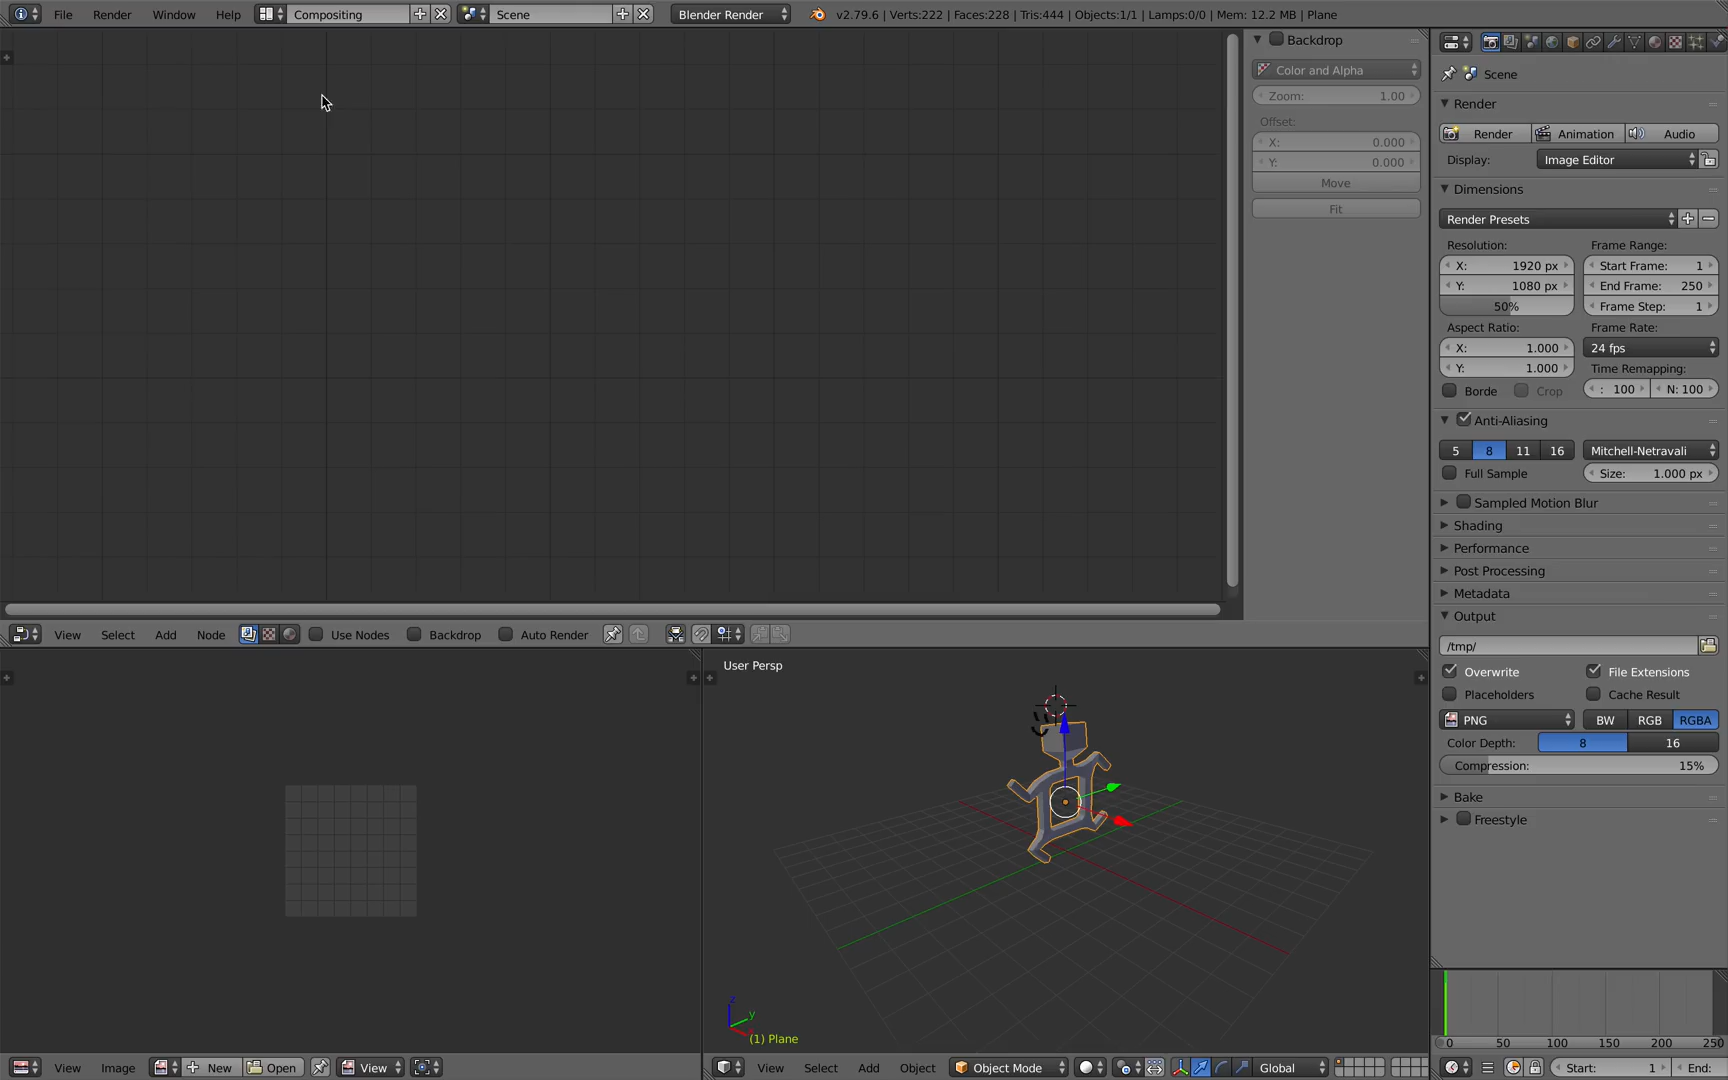 File Render Window Help Compositing Scene Blender Render v2.79.6 | Verts:222 | Faces:228 | Tris:444 | Objects:1/1 | Lamps:0/0 | Mem: 12.2 MB | Plane
Backdrop
Color and Alpha
Zoom: 1.00
Offset:
X: 0.000
Y: 0.000
Move
Fit
Scene
Render
Render Animation Audio
Display: Image Editor
Dimensions
Render Presets
Resolution: Frame Range:
X: 1920 px Start Frame: 1
Y: 1080 px End Frame: 250
50% Frame Step: 1
Aspect Ratio: Frame Rate:
X: 1.000 24 fps
Y: 1.000 Time Remapping:
Borde Crop : 100 N: 100
Anti-Aliasing
5 8 11 16 Mitchell-Netravali
Full Sample Size: 1.000 px
Sampled Motion Blur
Shading
Performance
Post Processing
Metadata
Output
/tmp/
Overwrite File Extensions
Placeholders Cache Result
PNG BW RGB RGBA
Color Depth: 8 16
Compression: 15%
Bake
Freestyle
View Select Add Node Use Nodes Backdrop Auto Render
User Persp
z
y
(1) Plane
0 50 100 150 200 250
View Image New Open View
View Select Add Object Object Mode Global
Start: 1 End: